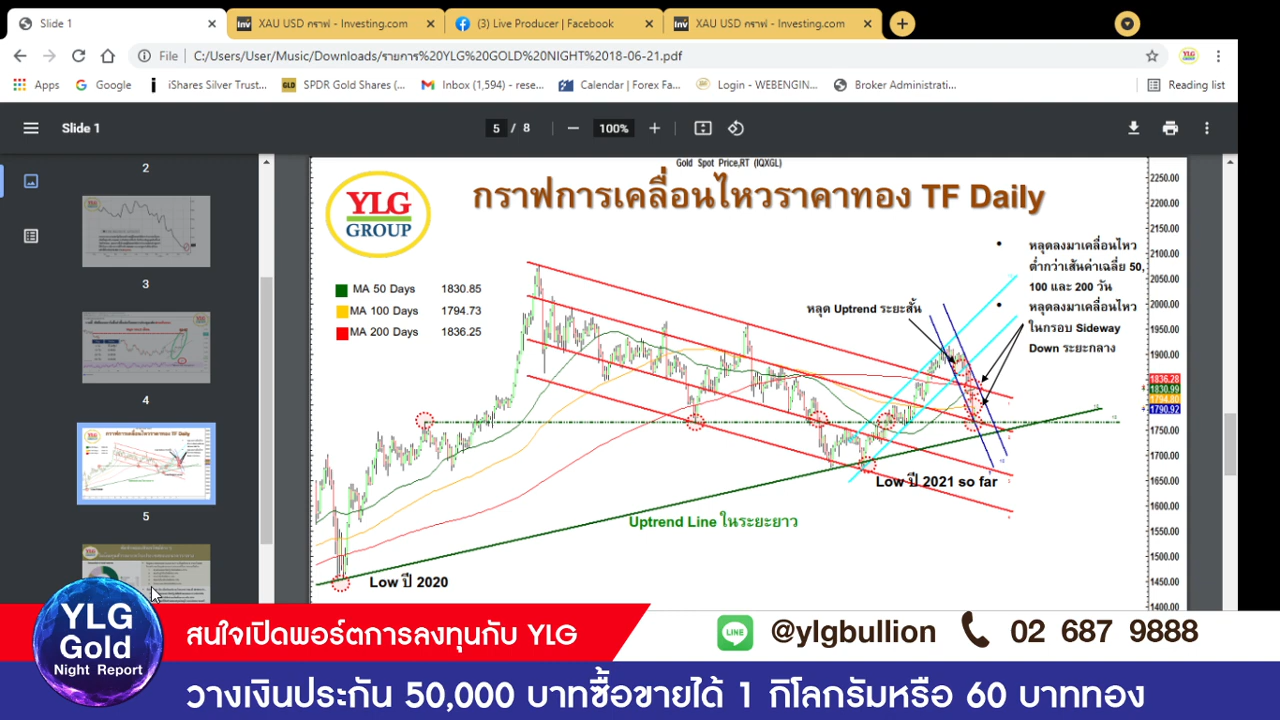 Slide 1
XAU USD กราฟ - Investing.com
(3) Live Producer | Facebook
XAU USD กราฟ - Investing.com
File
C:/Users/User/Music/Downloads/รายการ%20YLG%20GOLD%20NIGHT%2018-06-21.pdf
Apps
Google
iShares Silver Trust...
SPDR Gold Shares (...
Inbox (1,594) - rese...
Calendar | Forex Fa...
Login - WEBENGIN...
Broker Administrati...
Reading list
Slide 1
5 / 8
100%
2
3
4
5
Gold Spot Price,RT (IQXGL)
YLG
GROUP
กราฟการเคลื่อนไหวราคาทอง TF Daily
MA 50 Days 1830.85
MA 100 Days 1794.73
MA 200 Days 1836.25
หลุด Uptrend ระยะสั้น
• หลุดลงมาเคลื่อนไหว
ต่ำกว่าเส้นค่าเฉลี่ย 50,
100 และ 200 วัน
• หลุดลงมาเคลื่อนไหว
ในกรอบ Sideway
Down ระยะกลาง
2250.00
2200.00
2150.00
2100.00
2050.00
2000.00
1950.00
1900.00
1836.28
1830.99
1794.80
1790.92
1750.00
1700.00
1650.00
1600.00
1550.00
1500.00
1450.00
1400.00
Low ปี 2021 so far
Uptrend Line ในระยะยาว
Low ปี 2020
YLG
Gold
Night Report
สนใจเปิดพอร์ตการลงทุนกับ YLG
LINE
@ylgbullion
02 687 9888
วางเงินประกัน 50,000 บาทซื้อขายได้ 1 กิโลกรัมหรือ 60 บาททอง